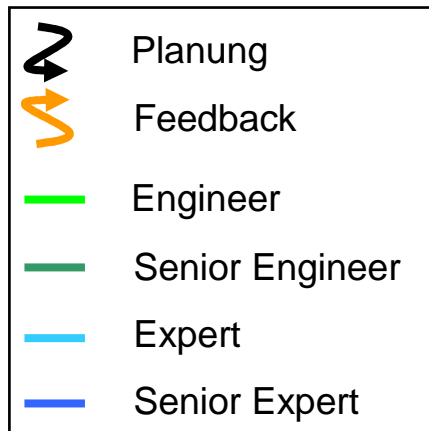 Planung
Feedback
Engineer
Senior Engineer
Expert
Senior Expert